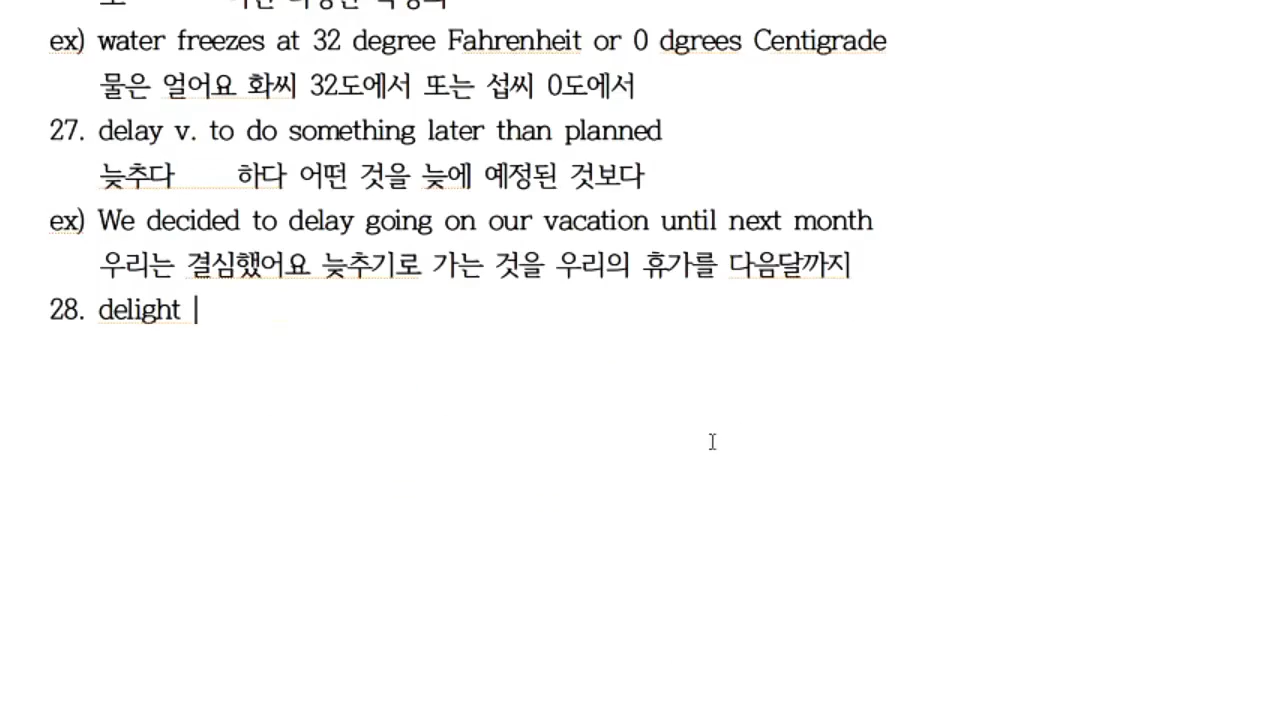 ex) water freezes at 32 degree Fahrenheit or 0 dgrees Centigrade
물은 얼어요 화씨 32도에서 또는 섭씨 0도에서
27. delay v. to do something later than planned
늦추다 하다 어떤 것을 늦에 예정된 것보다
ex) We decided to delay going on our vacation until next month
우리는 결심했어요 늦추기로 가는 것을 우리의 휴가를 다음달까지
28. delight